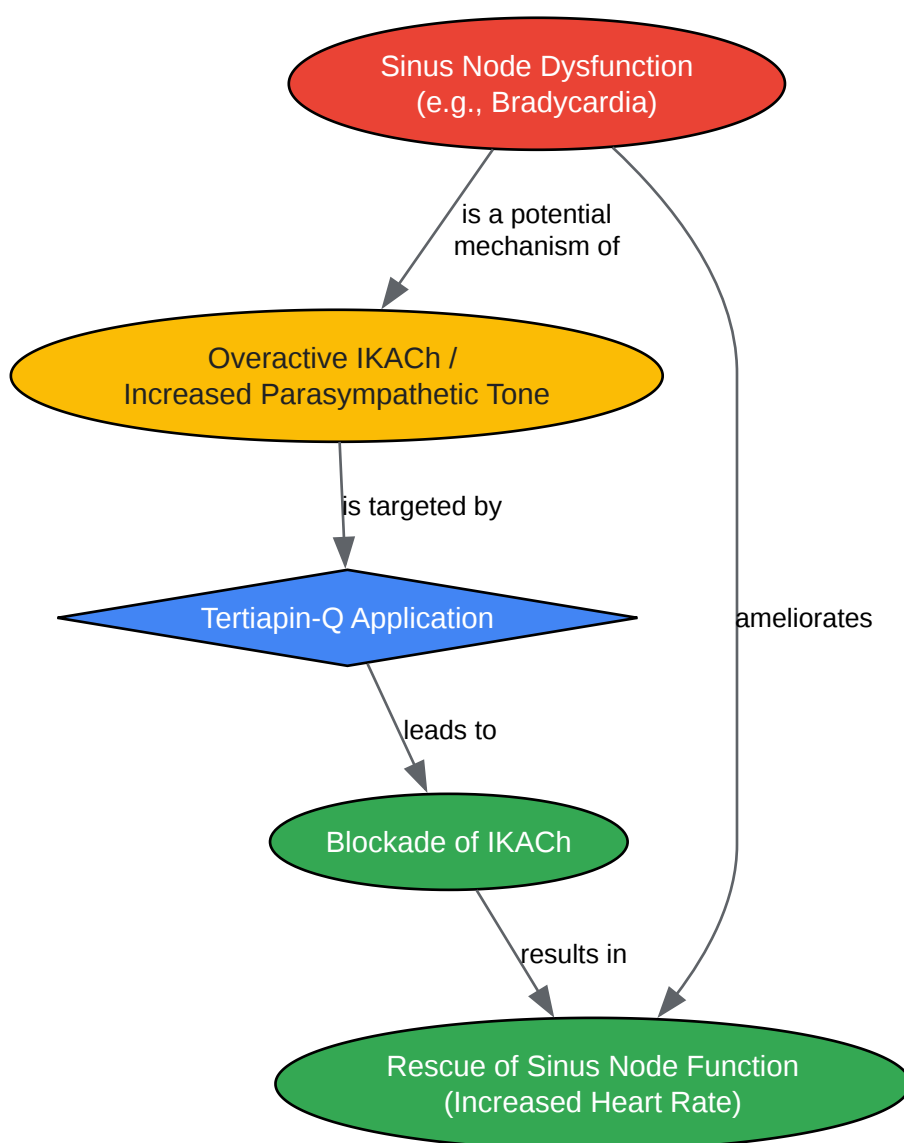 Sinus Node Dysfunction
(e.g., Bradycardia)
is a potential
mechanism of
Overactive IKACh /
Increased Parasympathetic Tone
is targeted by
Tertiapin-Q Application
ameliorates
leads to
Blockade of IKACh
results in
Rescue of Sinus Node Function
(Increased Heart Rate)